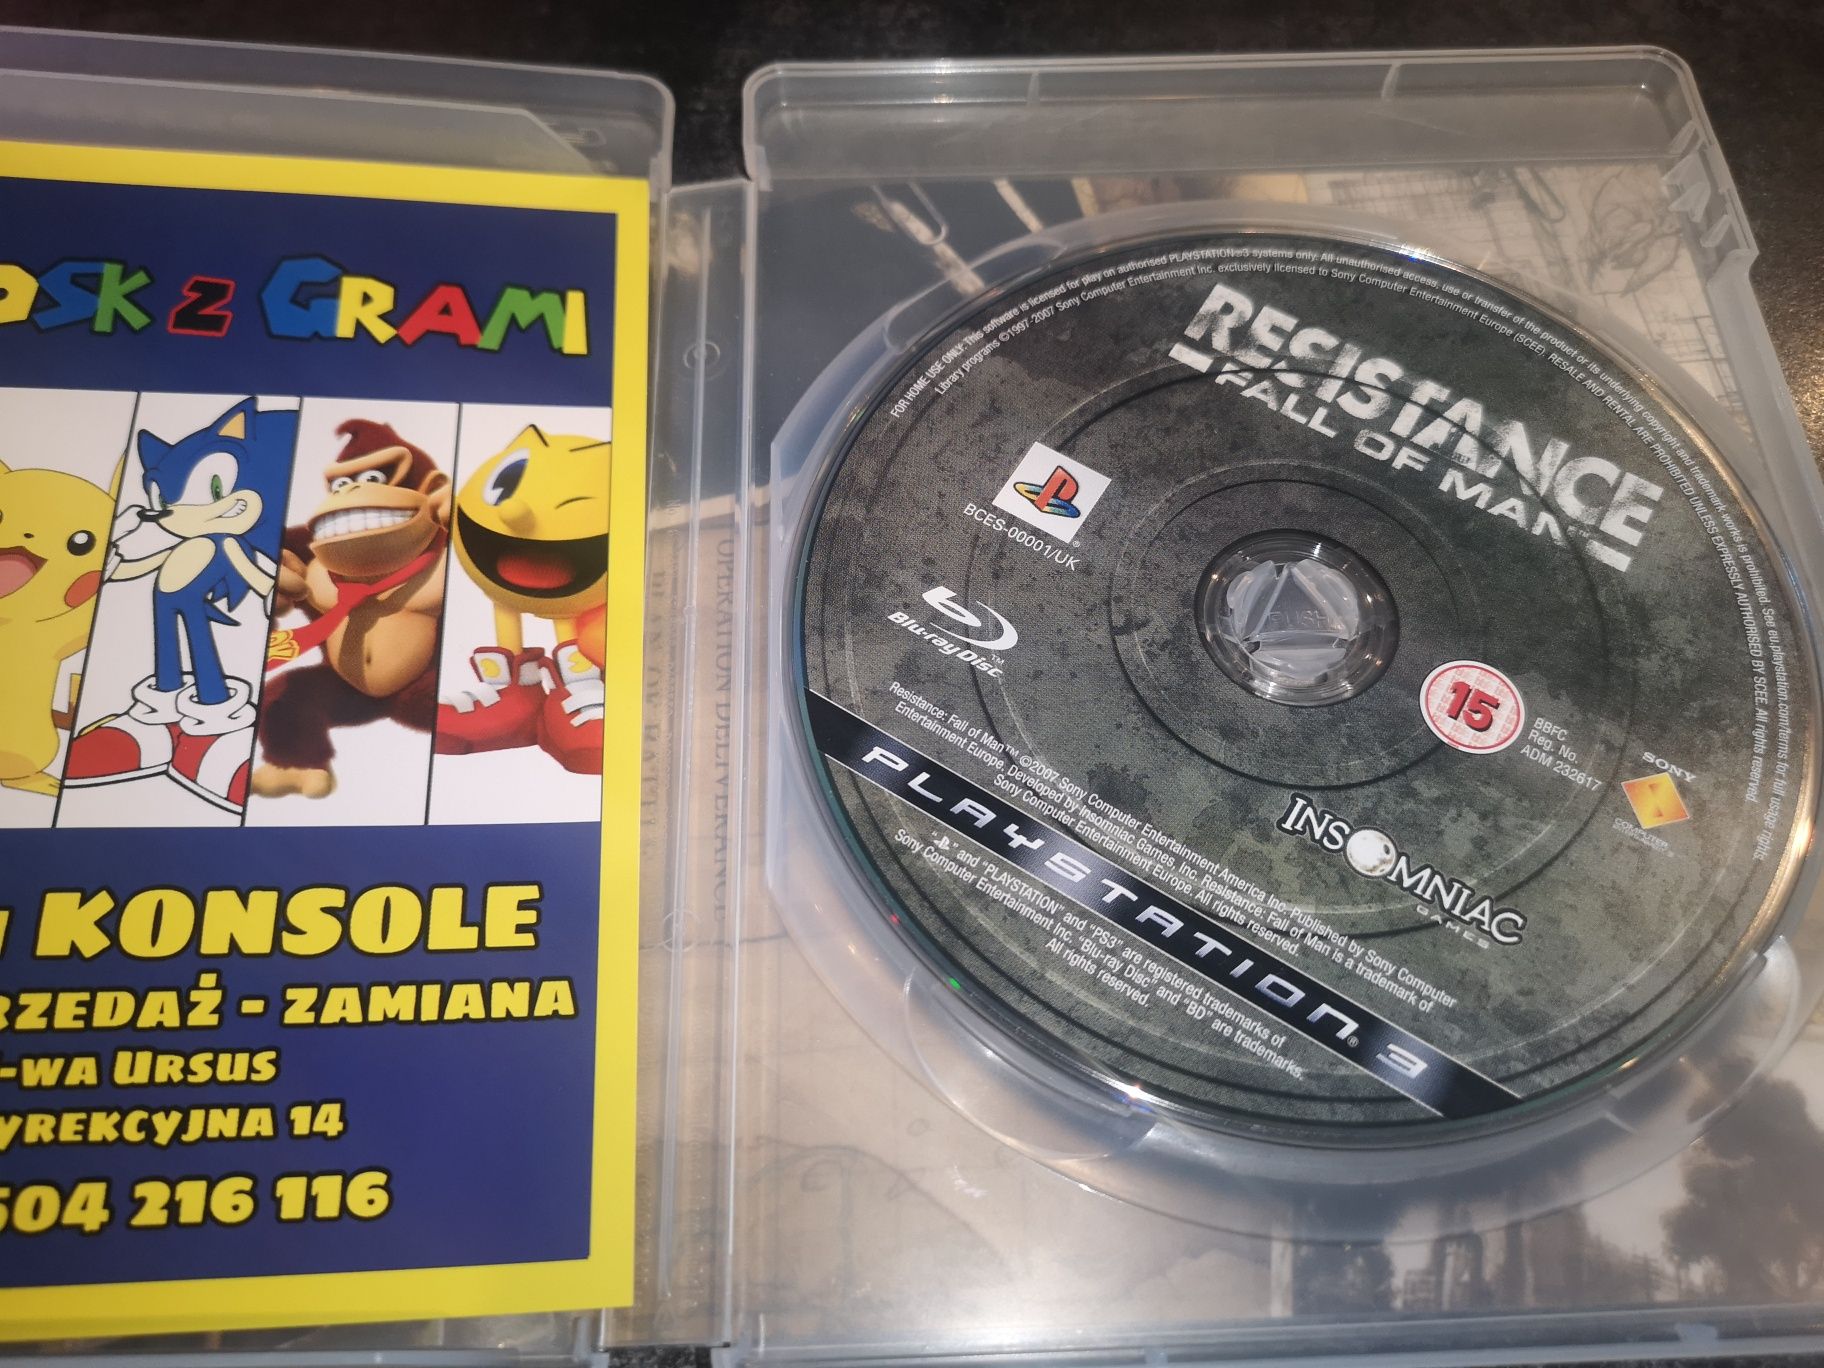 OSK Z GRAMI
KONSOLE
RZEDAŻ - ZAMIANA
-WA URSUS
YREKCYJNA 14
504 216 116
OPERATION DELIVERANCE
FOR HOME USE ONLY. This software is licensed for play on authorised PLAYSTATION®3 systems only. All unauthorised access, use or transfer of the product or its underlying copyright and trademark works is prohibited. See eu.playstation.com/terms for full usage rights.
Library programs ©1997-2007 Sony Computer Entertainment Inc. exclusively licensed to Sony Computer Entertainment Europe (SCEE). RESALE AND RENTAL ARE PROHIBITED UNLESS EXPRESSLY AUTHORISED BY SCEE. All rights reserved.
RESISTANCE
FALL OF MAN™
BCES-00001/UK
Blu-ray Disc™
PUSH
15
BBFC
Reg. No.
ADM 232617
SONY
COMPUTER
INSOMNIAC
GAMES
Resistance: Fall of Man™ ©2007 Sony Computer Entertainment America Inc. Published by Sony Computer
Entertainment Europe. Developed by Insomniac Games, Inc. Resistance: Fall of Man is a trademark of
Sony Computer Entertainment Europe. All rights reserved.
PLAYSTATION®3
" " and "PLAYSTATION" and "PS3" are registered trademarks of
Sony Computer Entertainment Inc. "Blu-ray Disc" and "BD" are trademarks.
All rights reserved.